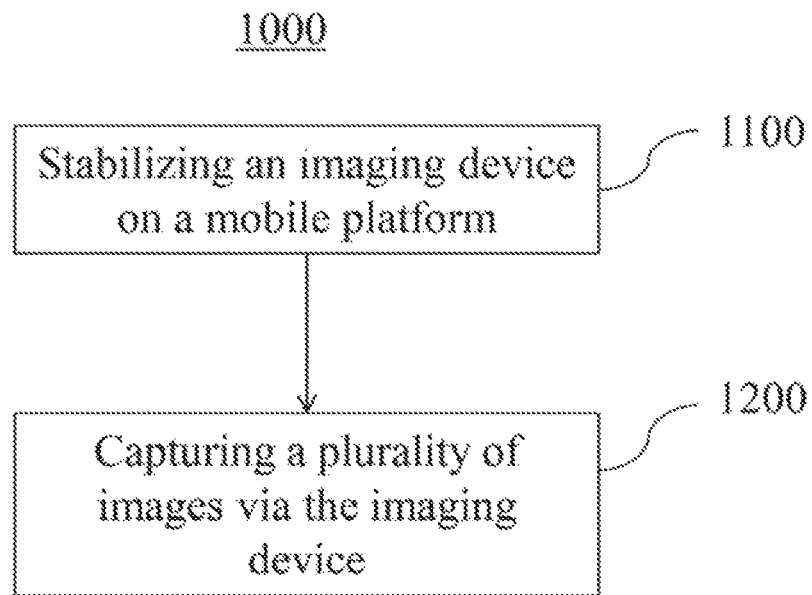 1000
Stabilizing an imaging device
on a mobile platform
1100
Capturing a plurality of
images via the imaging
device
1200